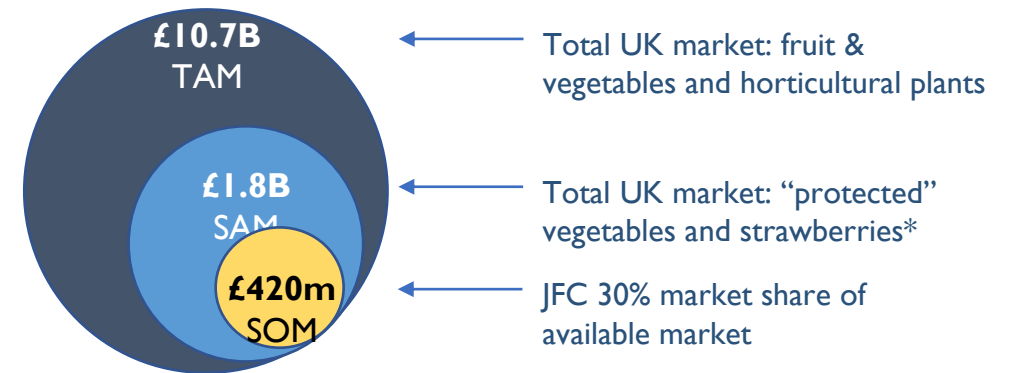 £10.7B
TAM
Total UK market: fruit &
vegetables and horticultural plants
£1.8B
SAM
Total UK market: “protected”
vegetables and strawberries*
£420m
SOM
JFC 30% market share of
available market